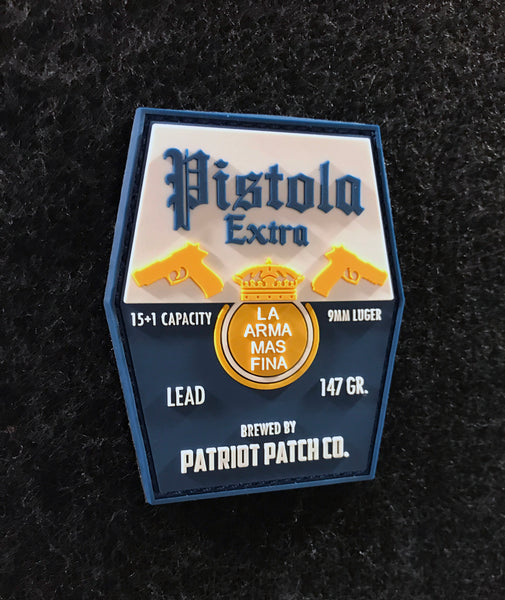 Pistola
Extra
15+1 CAPACITY
9MM LUGER
LA
ARMA
MAS
FINA
LEAD
147 GR.
BREWED BY
PATRIOT PATCH CO.